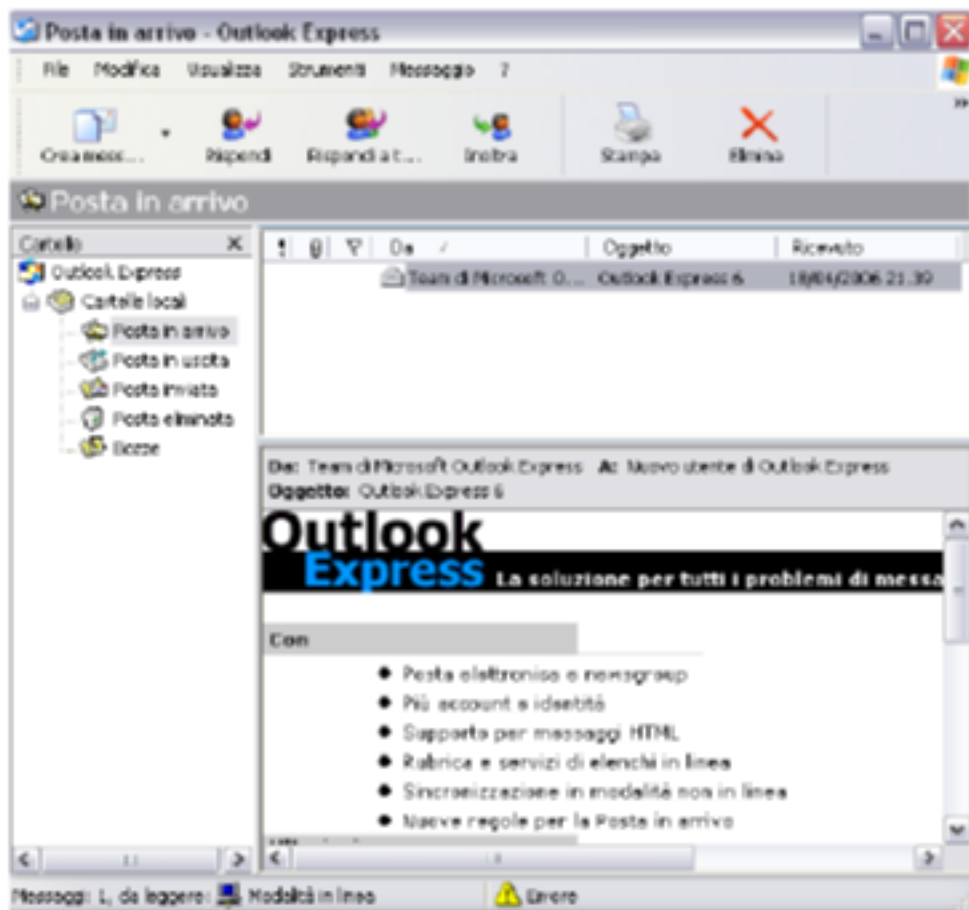 Posta in arrivo - Outlook Express
File Modifica Visualizza Strumenti Messaggio ?
Crea mess... Rispondi Rispondi a t... Inoltra Stampa Elimina
Posta in arrivo
Cartelle
Outlook Express
Cartelle locali
Posta in arrivo
Posta in uscita
Posta inviata
Posta eliminata
Bozze
! Da Oggetto Ricevuto
Team di Microsoft O... Outlook Express 6 18/04/2006 21.39
Da: Team di Microsoft Outlook Express A: Nuovo utente di Outlook Express
Oggetto: Outlook Express 6
Outlook
Express La soluzione per tutti i problemi di messa
Con
Posta elettronica e newsgroup
Più account e identità
Supporto per messaggi HTML
Rubrica e servizi di elenchi in linea
Sincronizzazione in modalità non in linea
Nuove regole per la Posta in arrivo
Messaggi: 1, da leggere: Modalità in linea Errore